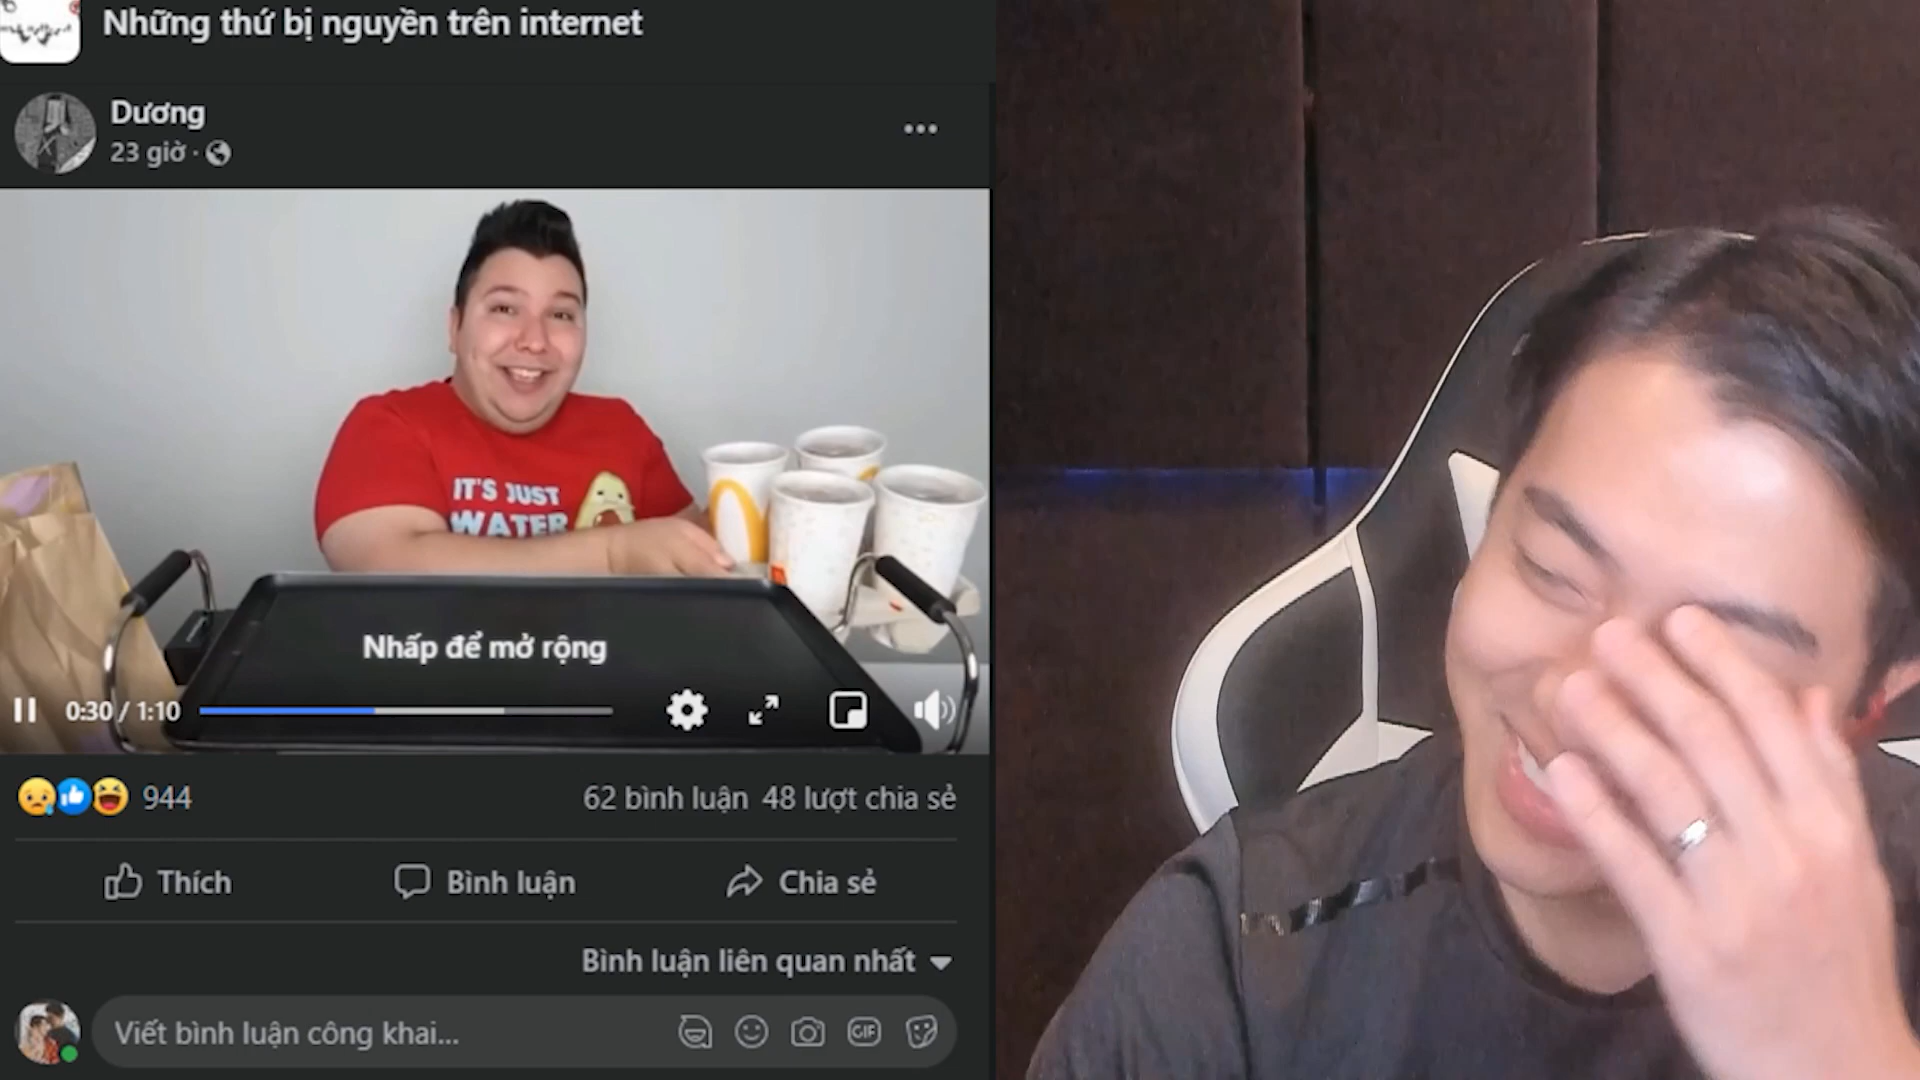 Những thứ bị nguyền trên internet
Dương
23 giờ ·
IT'S JUST
WATER
Nhấp để mở rộng
0:30 / 1:10
944
62 bình luận 48 lượt chia sẻ
Thích
Bình luận
Chia sẻ
Bình luận liên quan nhất
Viết bình luận công khai...
GIF